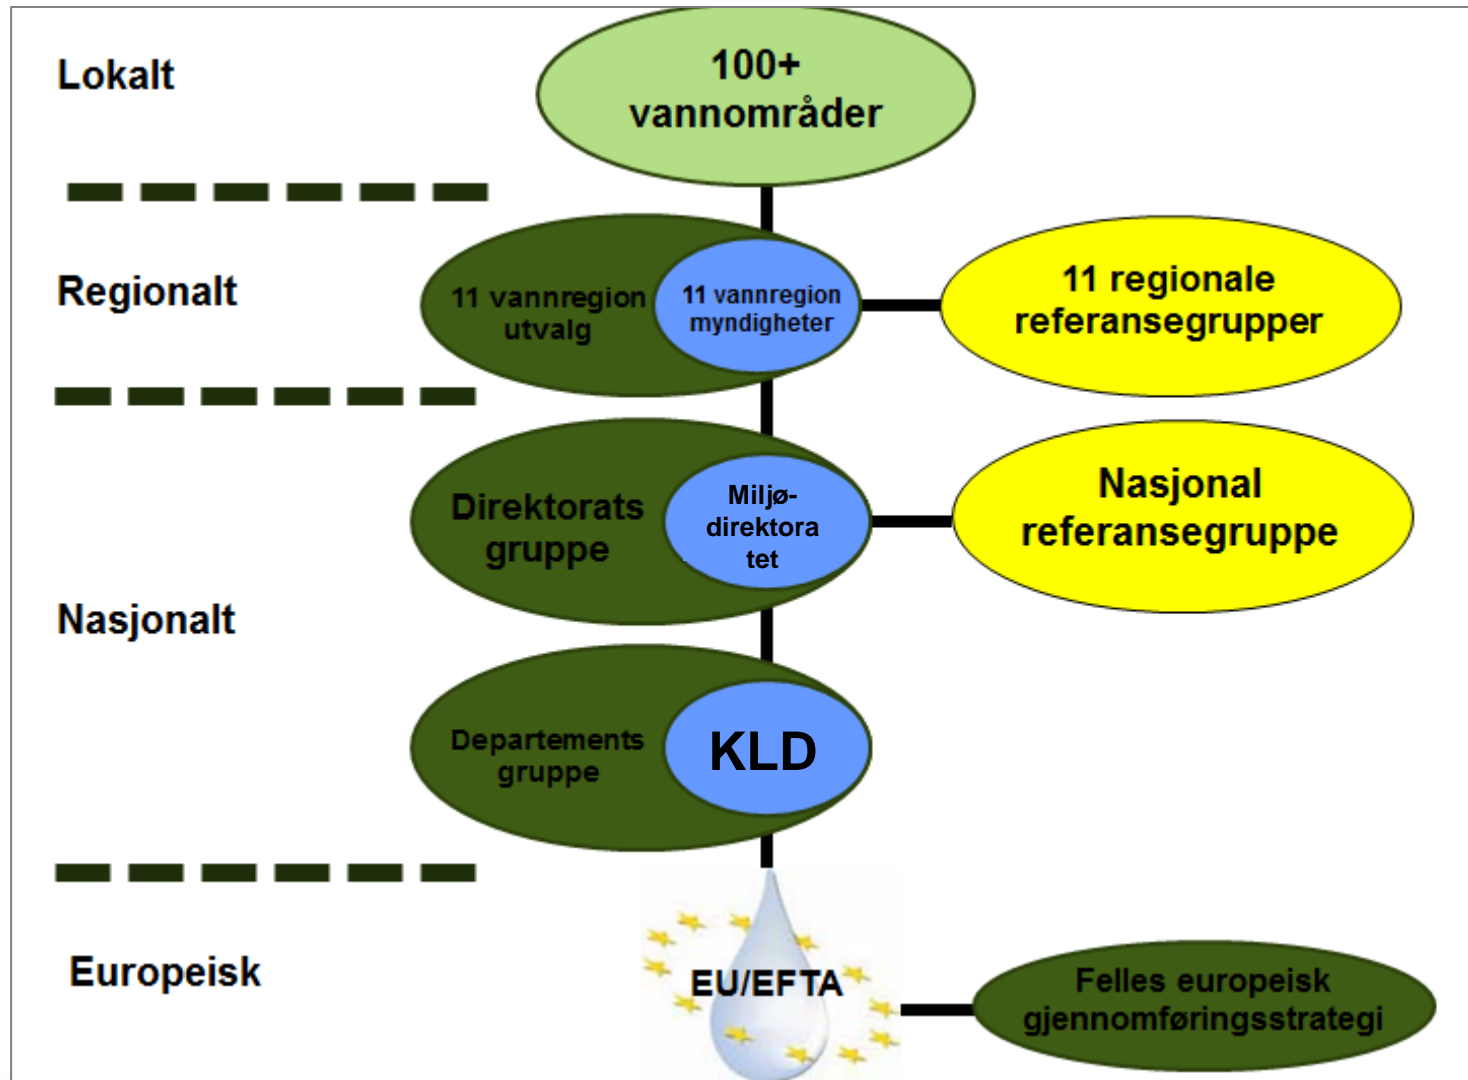 Lokalt
100+
vannområder
Regionalt
11 vannregion
utvalg
11 vannregion
myndigheter
11 regionale
referansegrupper
Nasjonalt
Direktorats
gruppe
Miljø-
direktora
tet
Nasjonal
referansegruppe
Departements
gruppe
KLD
Europeisk
EU/EFTA
Felles europeisk
gjennomføringsstrategi